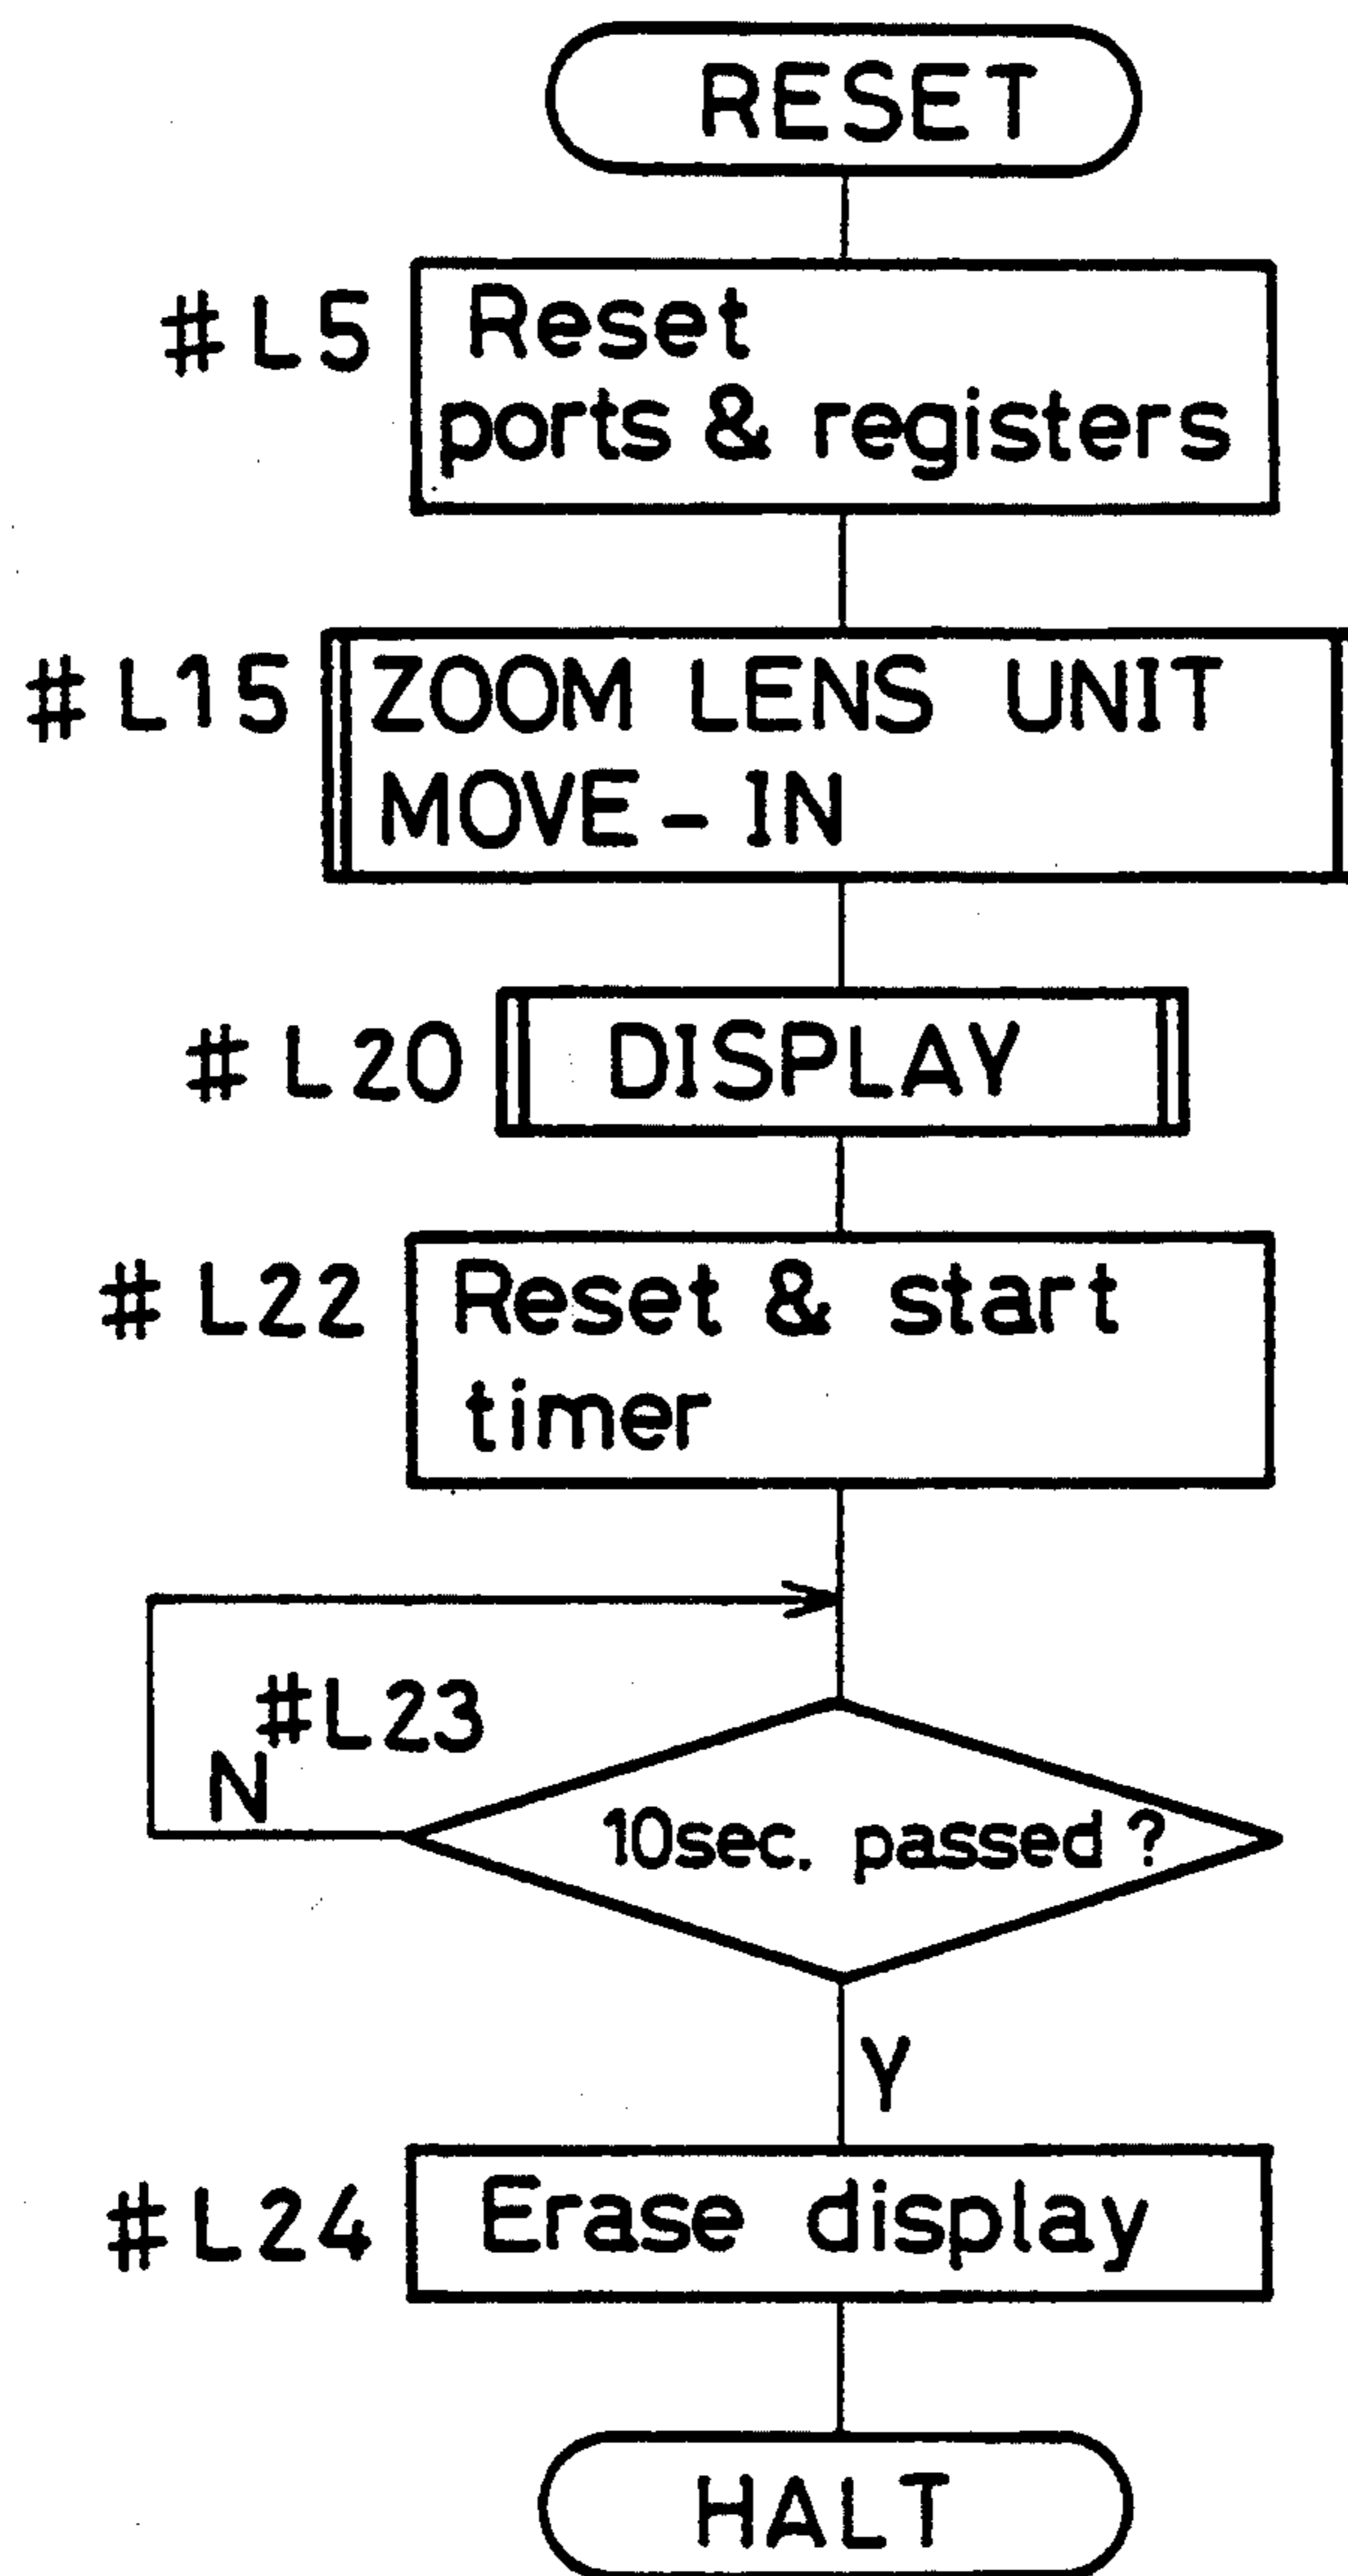 RESET
#L5 Reset
ports & registers
#L15 ZOOM LENS UNIT
MOVE-IN
#L20 DISPLAY
#L22 Reset & start
timer
#L23
N
10sec. passed ?
Y
#L24 Erase display
HALT